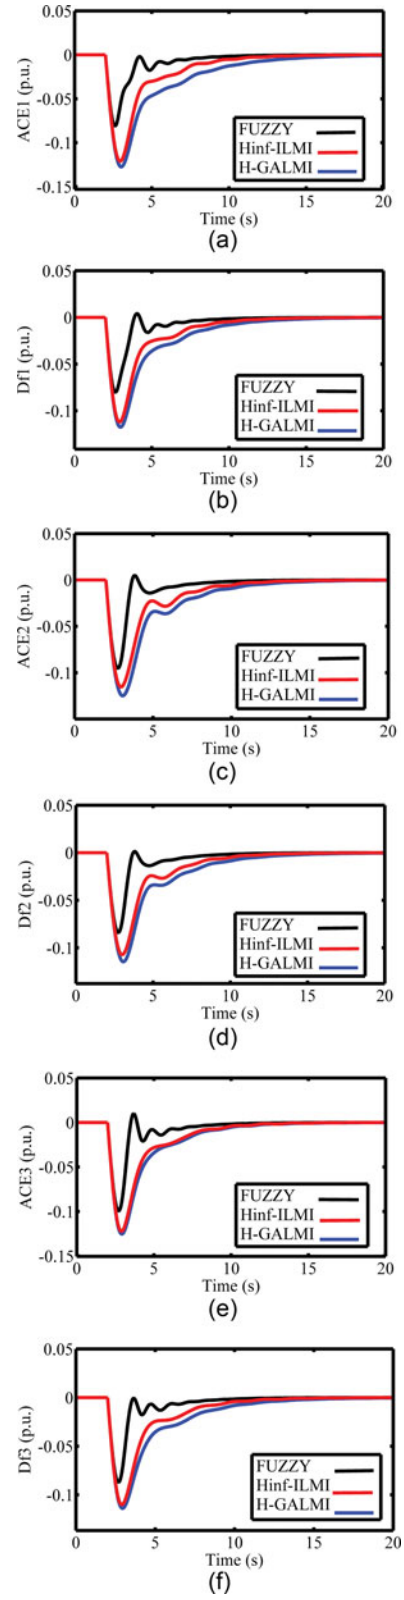 0.05
0
-0.05
-0.1
-0.15
ACE1 (p.u.)
FUZZY
Hinf-ILMI
H-GALMI
0 5 10 15 20
Time (s)
(a)
0.05
0
-0.05
-0.1
Df1 (p.u.)
FUZZY
Hinf-ILMI
H-GALMI
0 5 10 15 20
Time (s)
(b)
0.05
0
-0.05
-0.1
ACE2 (p.u.)
FUZZY
Hinf-ILMI
H-GALMI
0 5 10 15 20
Time (s)
(c)
0.05
0
-0.05
-0.1
Df2 (p.u.)
FUZZY
Hinf-ILMI
H-GALMI
0 5 10 15 20
Time (s)
(d)
0.05
0
-0.05
-0.1
-0.15
ACE3 (p.u.)
FUZZY
Hinf-ILMI
H-GALMI
0 5 10 15 20
Time (s)
(e)
0.05
0
-0.05
-0.1
Df3 (p.u.)
FUZZY
Hinf-ILMI
H-GALMI
0 5 10 15 20
Time (s)
(f)